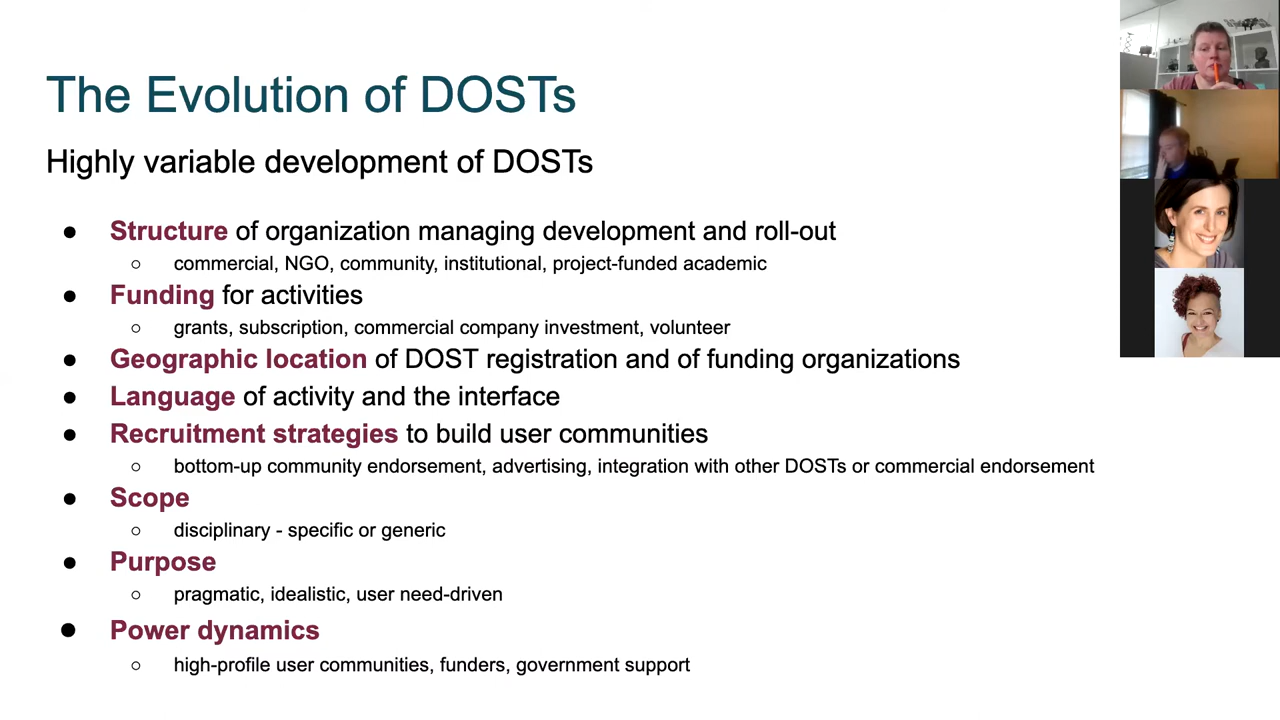 The Evolution of DOSTs
Highly variable development of DOSTs
● Structure of organization managing development and roll-out
○ commercial, NGO, community, institutional, project-funded academic
● Funding for activities
○ grants, subscription, commercial company investment, volunteer
● Geographic location of DOST registration and of funding organizations
● Language of activity and the interface
● Recruitment strategies to build user communities
○ bottom-up community endorsement, advertising, integration with other DOSTs or commercial endorsement
● Scope
○ disciplinary - specific or generic
● Purpose
○ pragmatic, idealistic, user need-driven
● Power dynamics
○ high-profile user communities, funders, government support